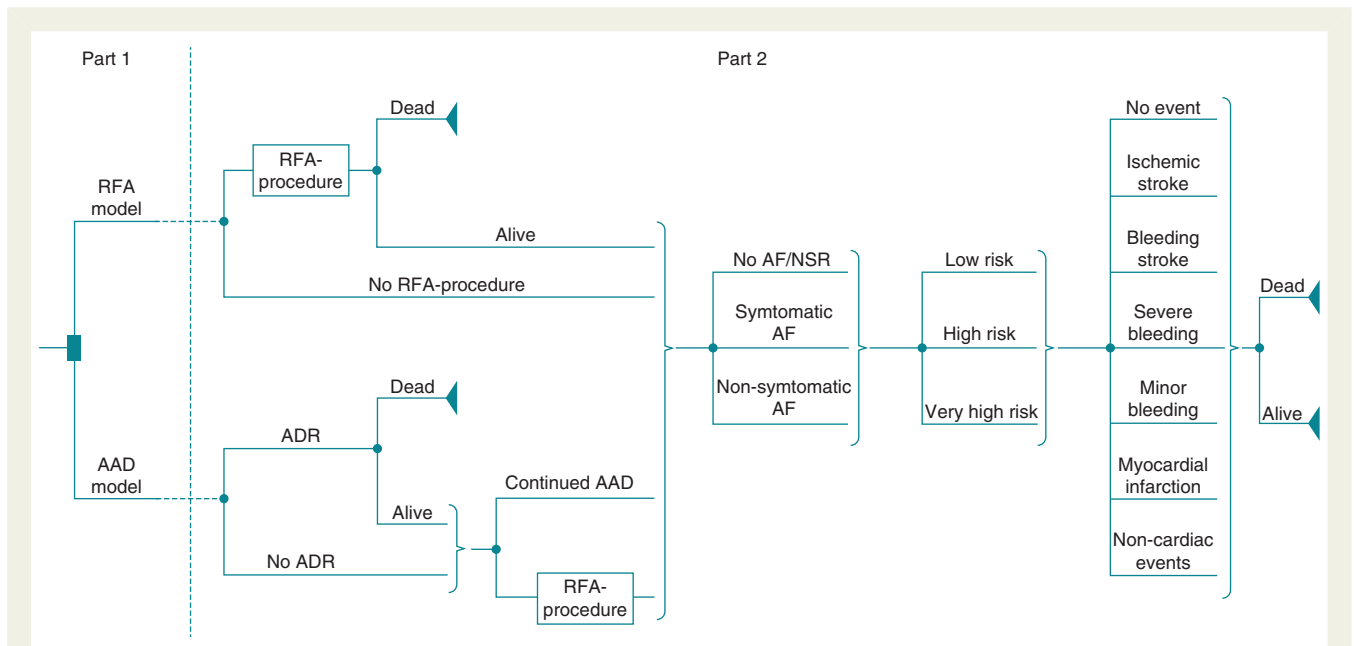 Part 1
Part 2
RFA
model
RFA-
procedure
Dead
Alive
No RFA-procedure
AAD
model
ADR
Dead
Alive
No ADR
Continued AAD
RFA-
procedure
No AF/NSR
Symtomatic
AF
Non-symtomatic
AF
Low risk
High risk
Very high risk
No event
Ischemic
stroke
Bleeding
stroke
Severe
bleeding
Minor
bleeding
Myocardial
infarction
Non-cardiac
events
Dead
Alive